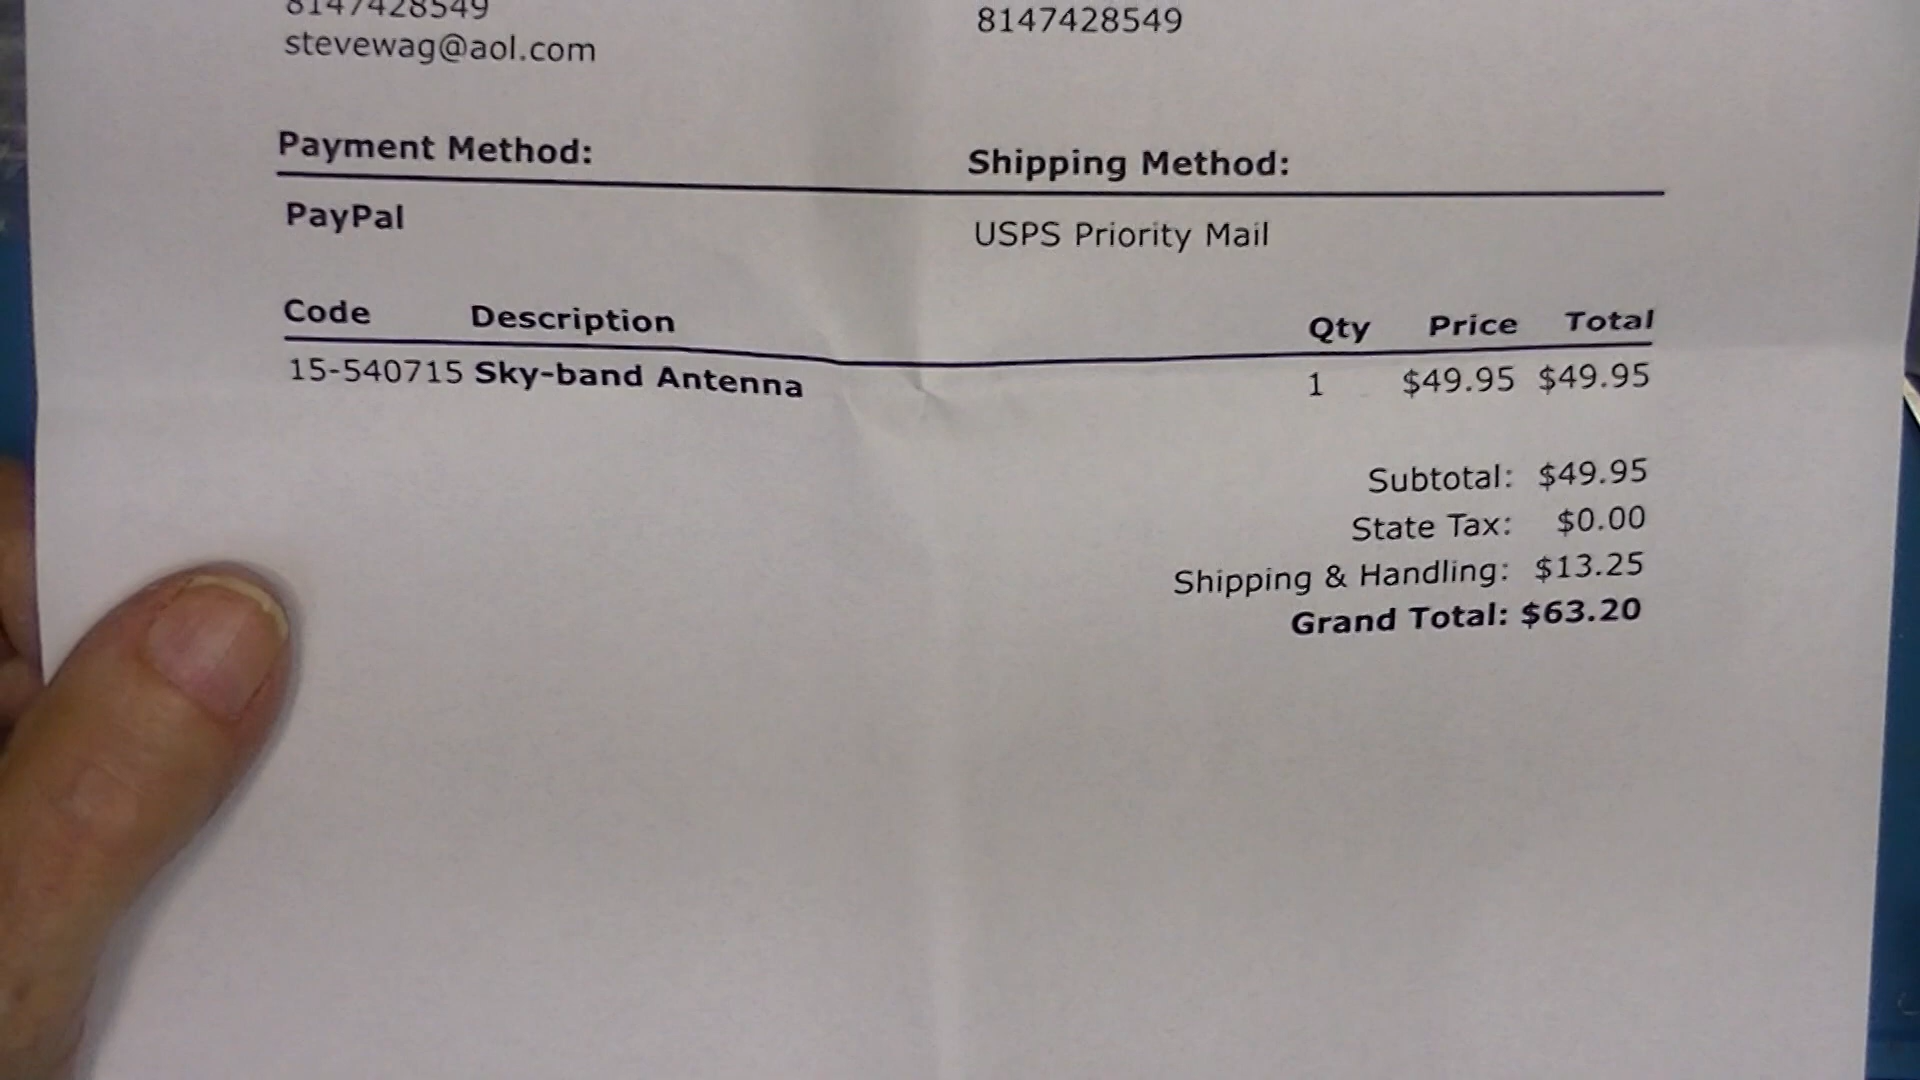 8147428549
stevewag@aol.com
8147428549
Payment Method:
Shipping Method:
PayPal
USPS Priority Mail
Code Description Qty Price Total
15-540715 Sky-band Antenna 1 $49.95 $49.95
Subtotal: $49.95
State Tax: $0.00
Shipping & Handling: $13.25
Grand Total: $63.20